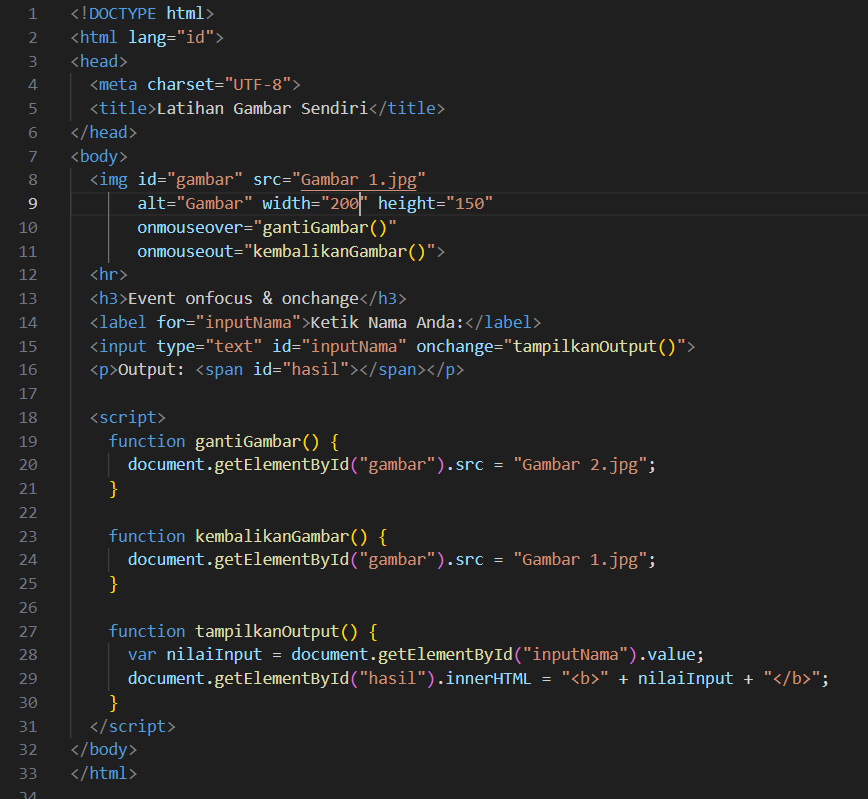 1 <!DOCTYPE html>
2 <html lang="id">
3 <head>
4   <meta charset="UTF-8">
5   <title>Latihan Gambar Sendiri</title>
6 </head>
7 <body>
8   <img id="gambar" src="Gambar 1.jpg"
9        alt="Gambar" width="200" height="150"
10        onmouseover="gantiGambar()"
11        onmouseout="kembalikanGambar()">
12   <hr>
13   <h3>Event onfocus & onchange</h3>
14   <label for="inputNama">Ketik Nama Anda:</label>
15   <input type="text" id="inputNama" onchange="tampilkanOutput()">
16   <p>Output: <span id="hasil"></span></p>
17
18   <script>
19     function gantiGambar() {
20       document.getElementById("gambar").src = "Gambar 2.jpg";
21     }
22
23     function kembalikanGambar() {
24       document.getElementById("gambar").src = "Gambar 1.jpg";
25     }
26
27     function tampilkanOutput() {
28       var nilaiInput = document.getElementById("inputNama").value;
29       document.getElementById("hasil").innerHTML = "<b>" + nilaiInput + "</b>";
30     }
31   </script>
32 </body>
33 </html>
34